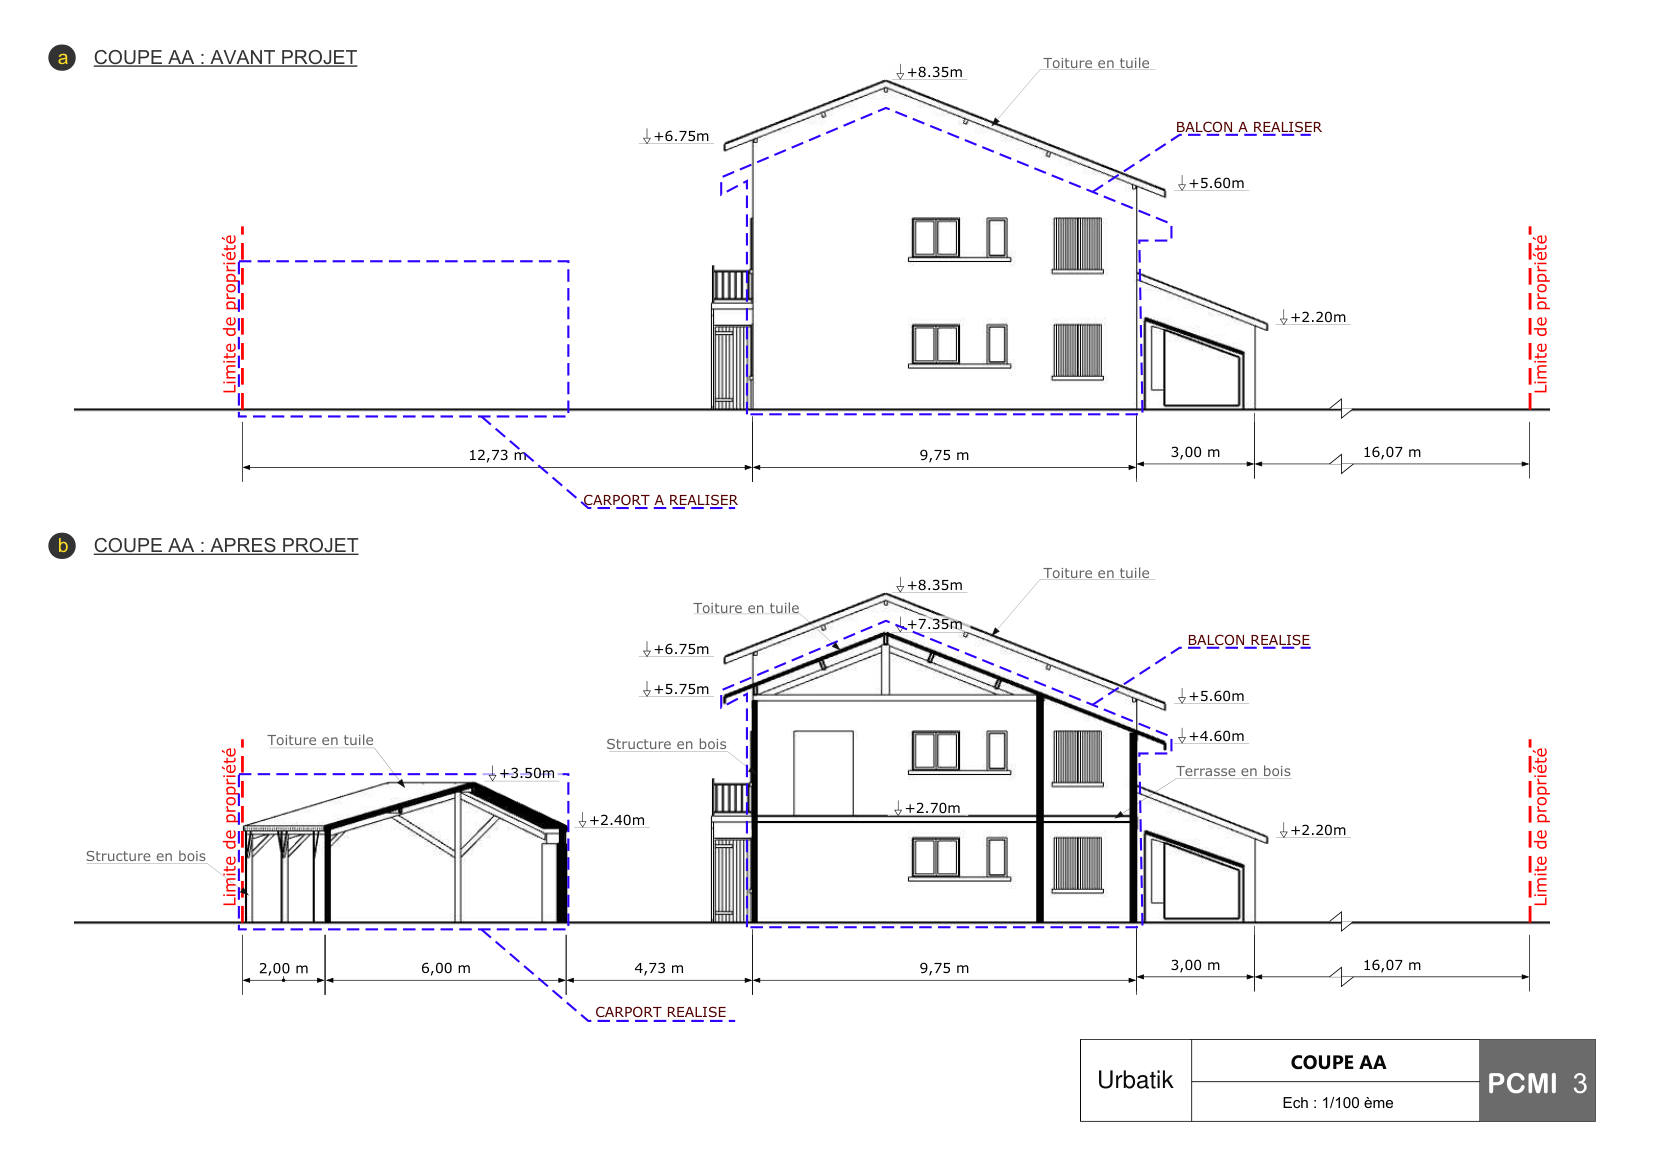 a COUPE AA : AVANT PROJET
+8.35m
Toiture en tuile
+6.75m
BALCON A REALISER
+5.60m
Limite de propriété
+2.20m
Limite de propriété
12,73 m
9,75 m
3,00 m
16,07 m
CARPORT A REALISER
b COUPE AA : APRES PROJET
+8.35m
Toiture en tuile
Toiture en tuile
+7.35m
+6.75m
BALCON REALISE
+5.75m
+5.60m
Structure en bois
+4.60m
Toiture en tuile
+3.50m
Terrasse en bois
+2.70m
+2.40m
+2.20m
Structure en bois
Limite de propriété
Limite de propriété
2,00 m
6,00 m
4,73 m
9,75 m
3,00 m
16,07 m
CARPORT REALISE
Urbatik
COUPE AA
Ech : 1/100 ème
PCMI 3